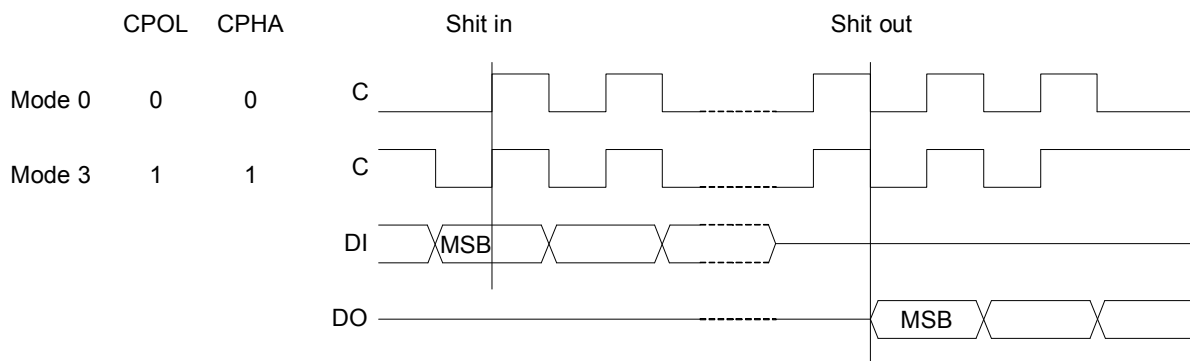 CPOL CPHA Shit in Shit out
Mode 0 0 0 C
Mode 3 1 1 C
DI MSB
DO MSB